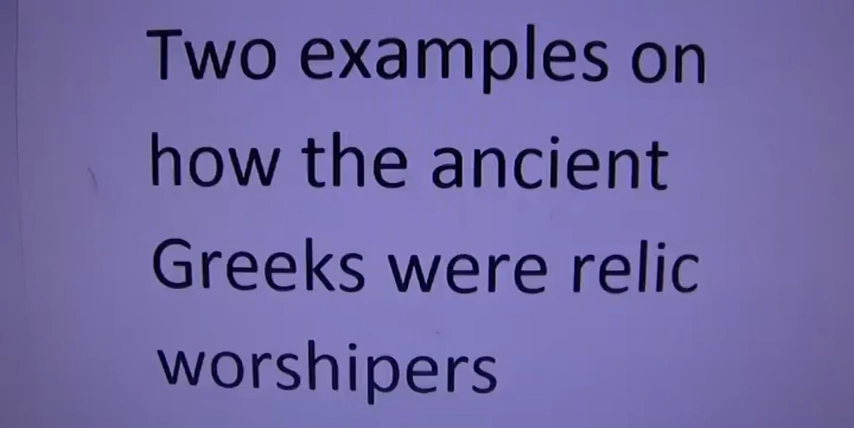 Two examples on
how the ancient
Greeks were relic
worshipers